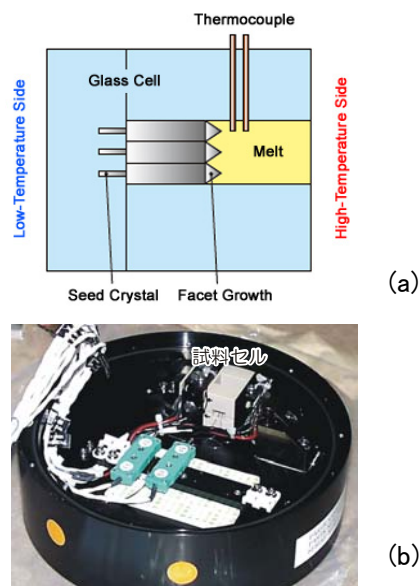 Thermocouple
Glass Cell
Low-Temperature Side
High-Temperature Side
Melt
Seed Crystal
Facet Growth
(a)
試料セル
(b)